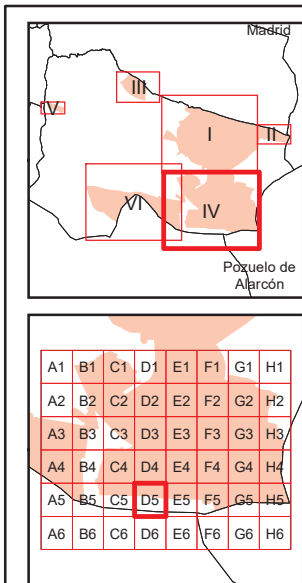 Madrid
III
V
I
II
VI
IV
Pozuelo de
Alarcón
A1 B1 C1 D1 E1 F1 G1 H1
A2 B2 C2 D2 E2 F2 G2 H2
A3 B3 C3 D3 E3 F3 G3 H3
A4 B4 C4 D4 E4 F4 G4 H4
A5 B5 C5 D5 E5 F5 G5 H5
A6 B6 C6 D6 E6 F6 G6 H6